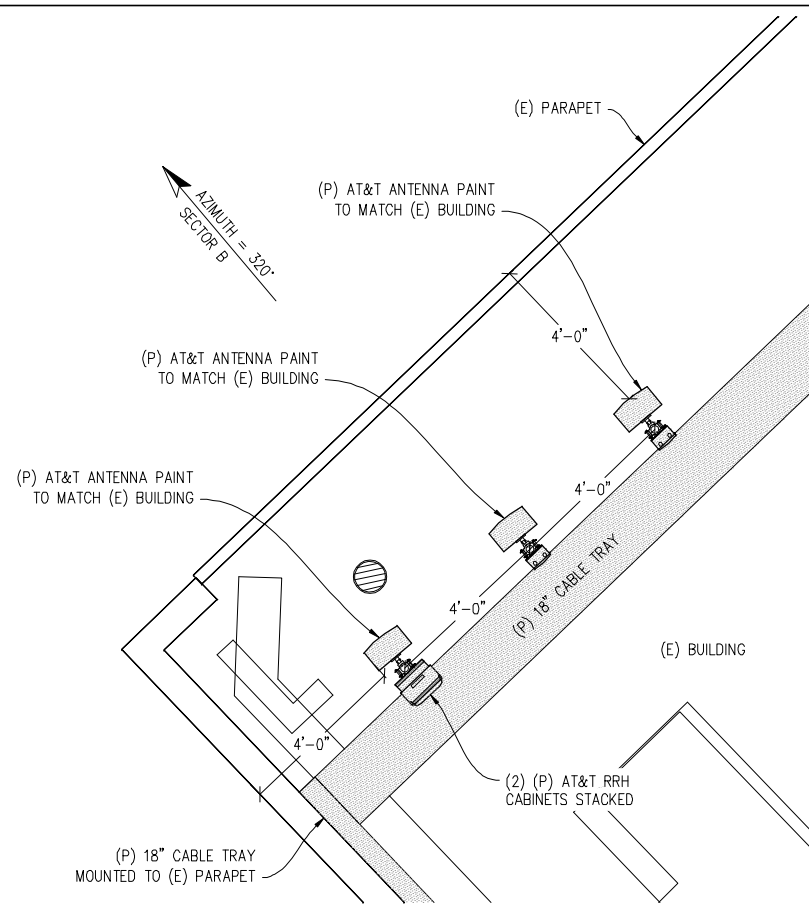 (E) PARAPET
(P) AT&T ANTENNA PAINT
TO MATCH (E) BUILDING
AZIMUTH = 320°
SECTOR B
4'-0"
(P) AT&T ANTENNA PAINT
TO MATCH (E) BUILDING
(P) AT&T ANTENNA PAINT
TO MATCH (E) BUILDING
4'-0"
(P) 18" CABLE TRAY
4'-0"
(E) BUILDING
4'-0"
(2) (P) AT&T RRH
CABINETS STACKED
(P) 18" CABLE TRAY
MOUNTED TO (E) PARAPET